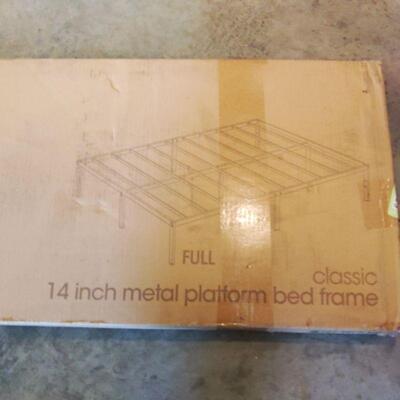 FULL
classic
14 inch metal platform bed frame